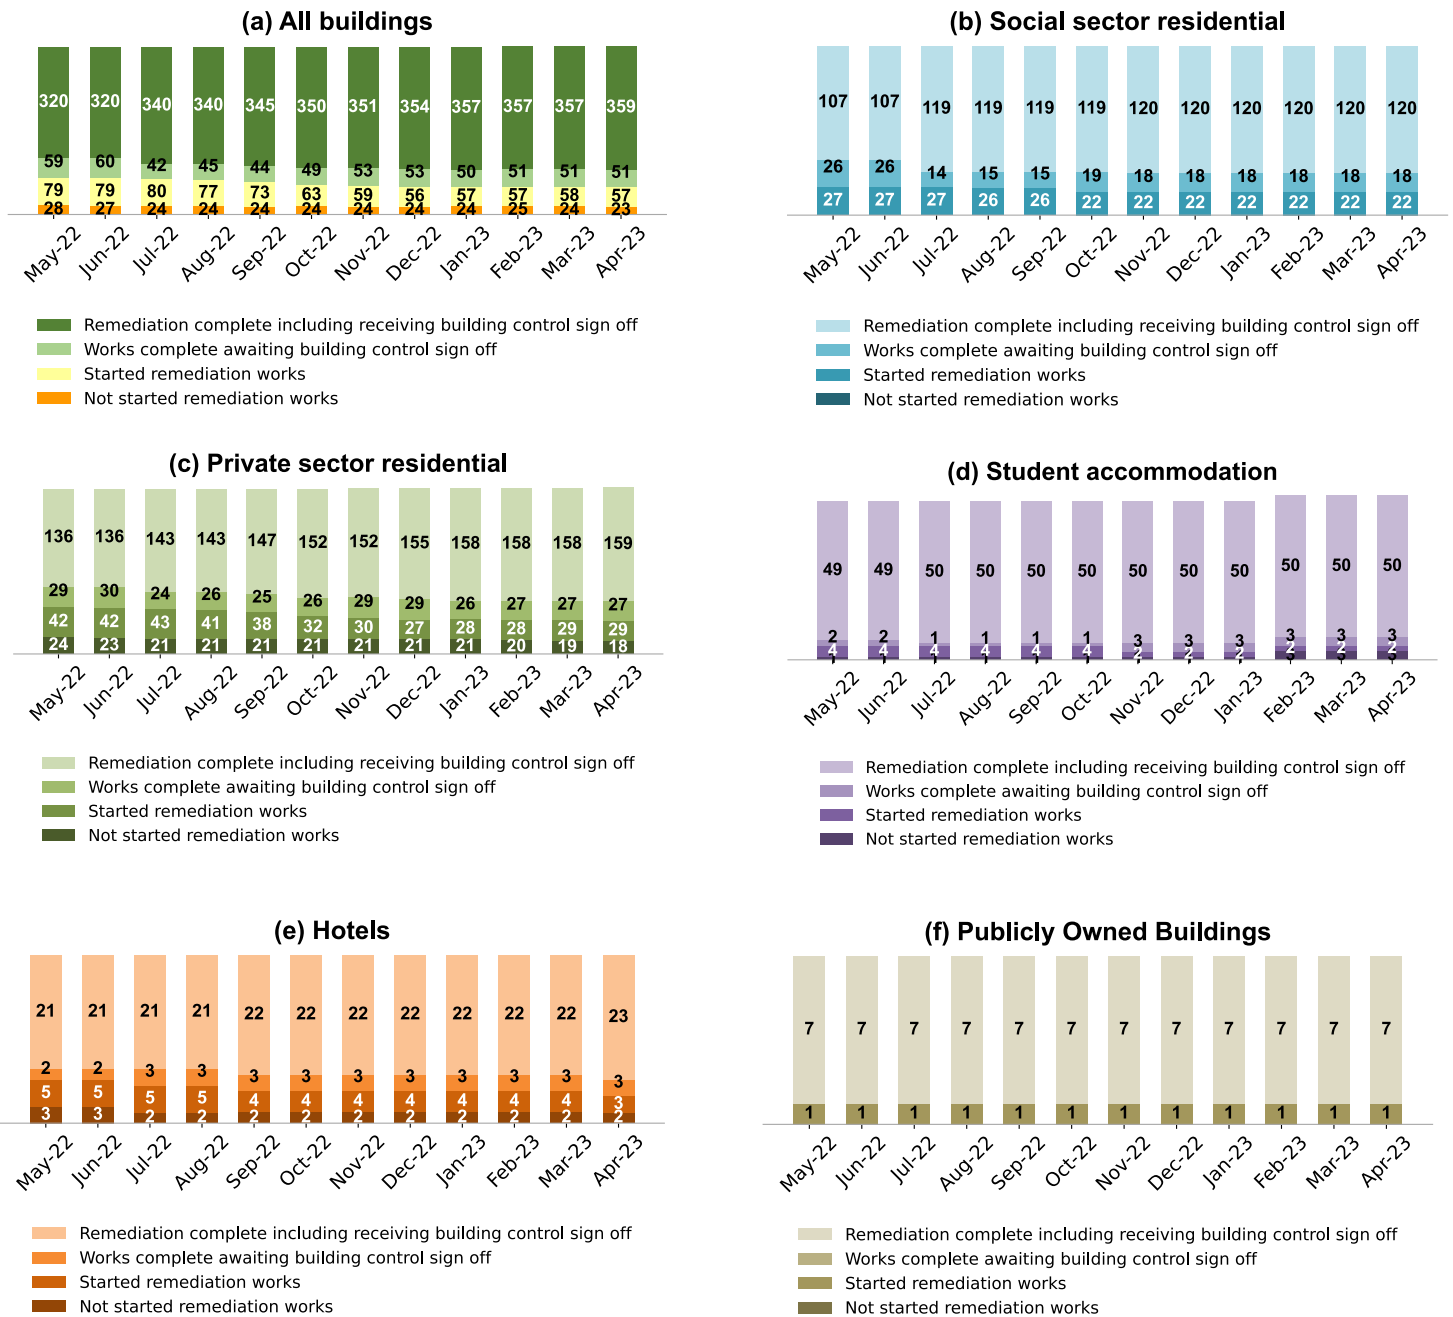 (a) All buildings
320 320 340 340 345 350 351 354 357 357 357 359
59 60 42 45 44 49 53 53 50 51 51 51
79 79 80 77 73 63 59 56 57 57 58 57
28 27 24 24 24 24 24 24 24 25 24 23
May-22 Jun-22 Jul-22 Aug-22 Sep-22 Oct-22 Nov-22 Dec-22 Jan-23 Feb-23 Mar-23 Apr-23
Remediation complete including receiving building control sign off
Works complete awaiting building control sign off
Started remediation works
Not started remediation works
(b) Social sector residential
107 107 119 119 119 119 120 120 120 120 120 120
26 26 14 15 15 19 18 18 18 18 18 18
27 27 27 26 26 22 22 22 22 22 22 22
May-22 Jun-22 Jul-22 Aug-22 Sep-22 Oct-22 Nov-22 Dec-22 Jan-23 Feb-23 Mar-23 Apr-23
Remediation complete including receiving building control sign off
Works complete awaiting building control sign off
Started remediation works
Not started remediation works
(c) Private sector residential
136 136 143 143 147 152 152 155 158 158 158 159
29 30 24 26 25 26 29 29 26 27 27 27
42 42 43 41 38 32 30 27 28 28 29 29
24 23 21 21 21 21 21 21 21 20 19 18
May-22 Jun-22 Jul-22 Aug-22 Sep-22 Oct-22 Nov-22 Dec-22 Jan-23 Feb-23 Mar-23 Apr-23
Remediation complete including receiving building control sign off
Works complete awaiting building control sign off
Started remediation works
Not started remediation works
(d) Student accommodation
49 49 50 50 50 50 50 50 50 50 50 50
2 2 1 1 1 1 3 3 3 3 3 3
4 4 4 4 4 4 2 2 2 2 2 2
1 1 1 1 1 1 1 1 1 3 3 3
May-22 Jun-22 Jul-22 Aug-22 Sep-22 Oct-22 Nov-22 Dec-22 Jan-23 Feb-23 Mar-23 Apr-23
Remediation complete including receiving building control sign off
Works complete awaiting building control sign off
Started remediation works
Not started remediation works
(e) Hotels
21 21 21 21 22 22 22 22 22 22 22 23
2 2 3 3 3 3 3 3 3 3 3 3
5 5 5 5 4 4 4 4 4 4 4 3
3 3 2 2 2 2 2 2 2 2 2 2
May-22 Jun-22 Jul-22 Aug-22 Sep-22 Oct-22 Nov-22 Dec-22 Jan-23 Feb-23 Mar-23 Apr-23
Remediation complete including receiving building control sign off
Works complete awaiting building control sign off
Started remediation works
Not started remediation works
(f) Publicly Owned Buildings
7 7 7 7 7 7 7 7 7 7 7 7
1 1 1 1 1 1 1 1 1 1 1 1
May-22 Jun-22 Jul-22 Aug-22 Sep-22 Oct-22 Nov-22 Dec-22 Jan-23 Feb-23 Mar-23 Apr-23
Remediation complete including receiving building control sign off
Works complete awaiting building control sign off
Started remediation works
Not started remediation works